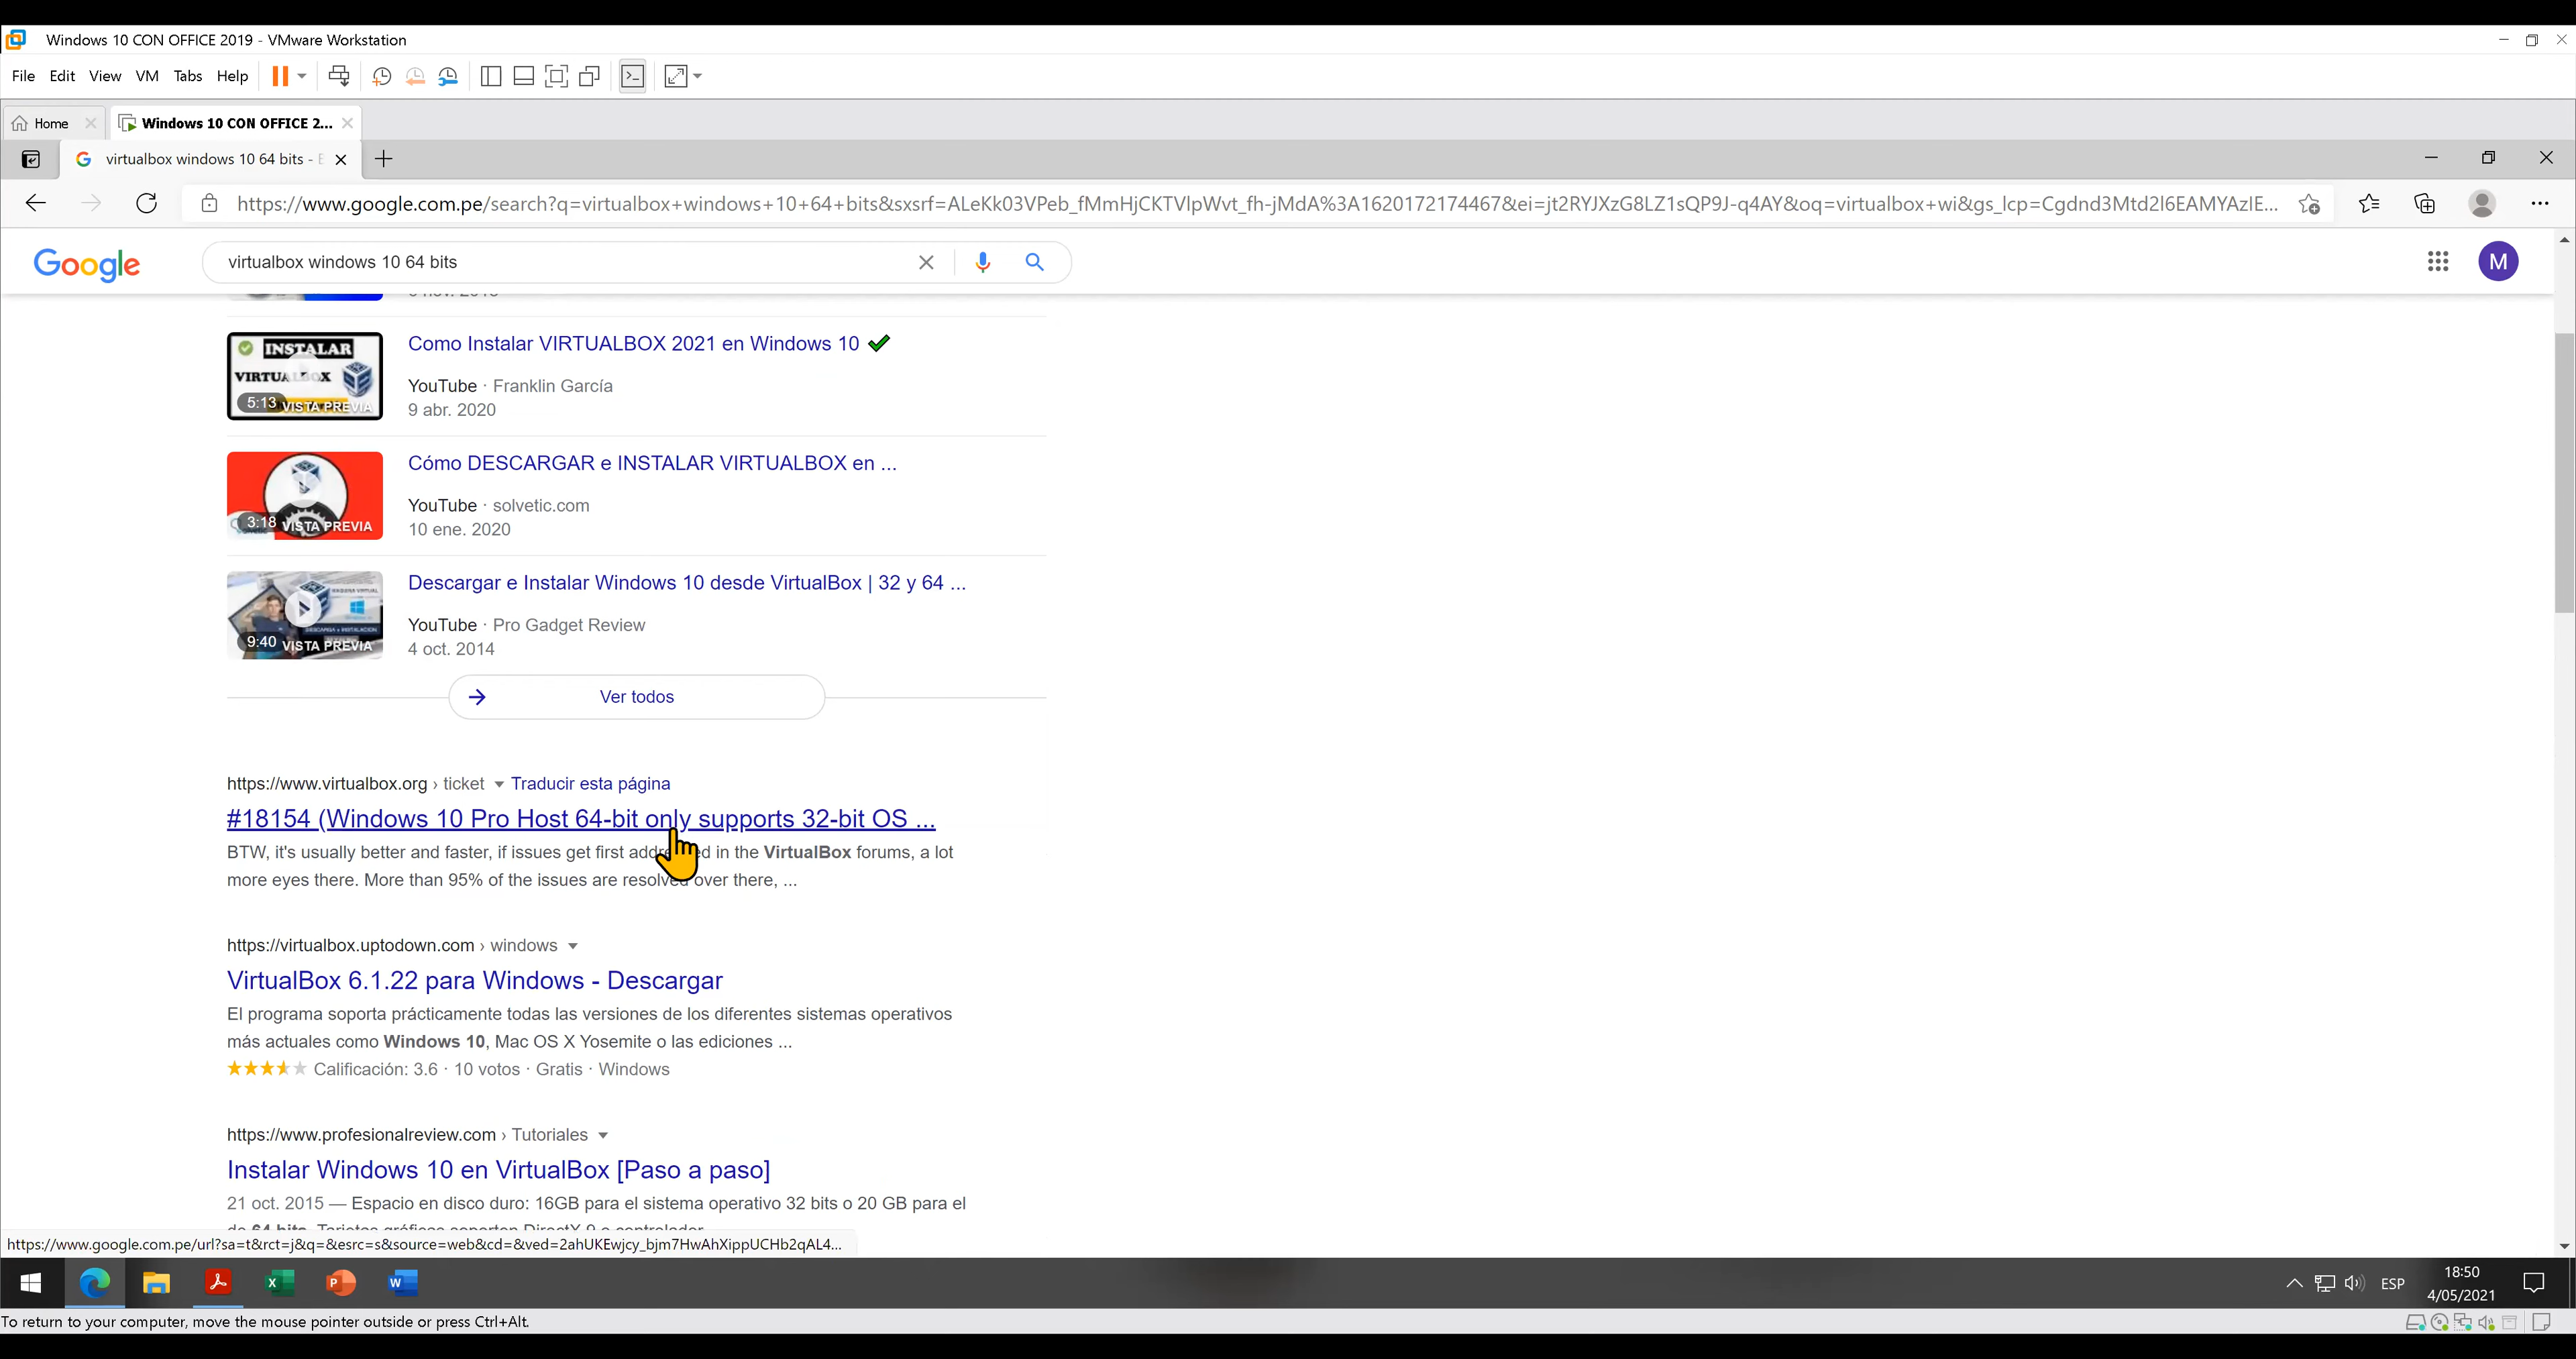 Windows 10 CON OFFICE 2019 - VMware Workstation
File Edit View VM Tabs Help
Home
Windows 10 CON OFFICE 2...
virtualbox windows 10 64 bits -
https://www.google.com.pe/search?q=virtualbox+windows+10+64+bits&sxsrf=ALeKk03VPeb_fMmHjCKTVlpWvt_fh-jMdA%3A1620172174467&ei=jt2RYJXzG8LZ1sQP9J-q4AY&oq=virtualbox+wi&gs_lcp=Cgdnd3Mtd2l6EAMYAzIE...
Google
virtualbox windows 10 64 bits
M
INSTALAR
VIRTUALBOX
5:13 VISTA PREVIA
Como Instalar VIRTUALBOX 2021 en Windows 10
YouTube · Franklin García
9 abr. 2020
3:18 VISTA PREVIA
Cómo DESCARGAR e INSTALAR VIRTUALBOX en ...
YouTube · solvetic.com
10 ene. 2020
9:40 VISTA PREVIA
Descargar e Instalar Windows 10 desde VirtualBox | 32 y 64 ...
YouTube · Pro Gadget Review
4 oct. 2014
Ver todos
https://www.virtualbox.org › ticket Traducir esta página
#18154 (Windows 10 Pro Host 64-bit only supports 32-bit OS ...
BTW, it's usually better and faster, if issues get first addressed in the VirtualBox forums, a lot
more eyes there. More than 95% of the issues are resolved over there, ...
https://virtualbox.uptodown.com › windows
VirtualBox 6.1.22 para Windows - Descargar
El programa soporta prácticamente todas las versiones de los diferentes sistemas operativos
más actuales como Windows 10, Mac OS X Yosemite o las ediciones ...
Calificación: 3.6 · 10 votos · Gratis · Windows
https://www.profesionalreview.com › Tutoriales
Instalar Windows 10 en VirtualBox [Paso a paso]
21 oct. 2015 — Espacio en disco duro: 16GB para el sistema operativo 32 bits o 20 GB para el
de 64 bits. Tarjetas gráficas soporten DirectX 9 o controlador
https://www.google.com.pe/url?sa=t&rct=j&q=&esrc=s&source=web&cd=&ved=2ahUKEwjcy_bjm7HwAhXippUCHb2qAL4...
ESP
18:50
4/05/2021
To return to your computer, move the mouse pointer outside or press Ctrl+Alt.